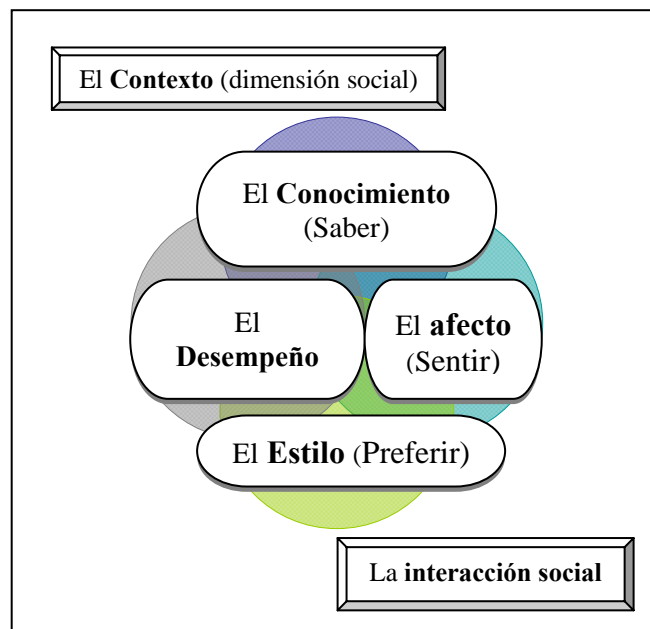 El Contexto (dimensión social)
El Conocimiento
(Saber)
El
Desempeño
El afecto
(Sentir)
El Estilo (Preferir)
La interacción social